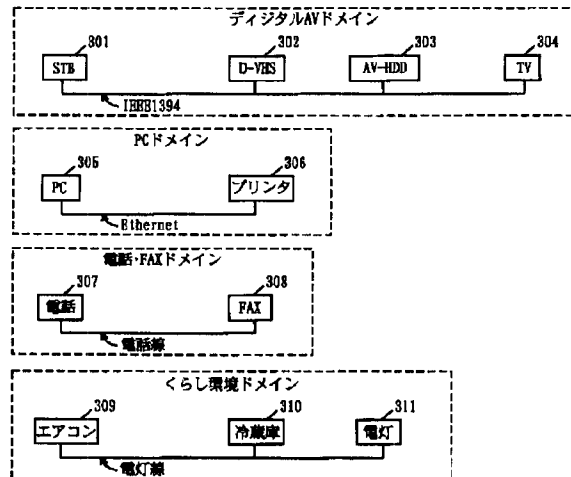 ディジタルAVドメイン
301 302 303 304
STB D-VHS AV-HDD TV
IEEE1394
PCドメイン
305 306
PC プリンタ
Ethernet
電話・FAXドメイン
307 308
電話 FAX
電話線
くらし環境ドメイン
309 310 311
エアコン 冷蔵庫 電灯
電灯線